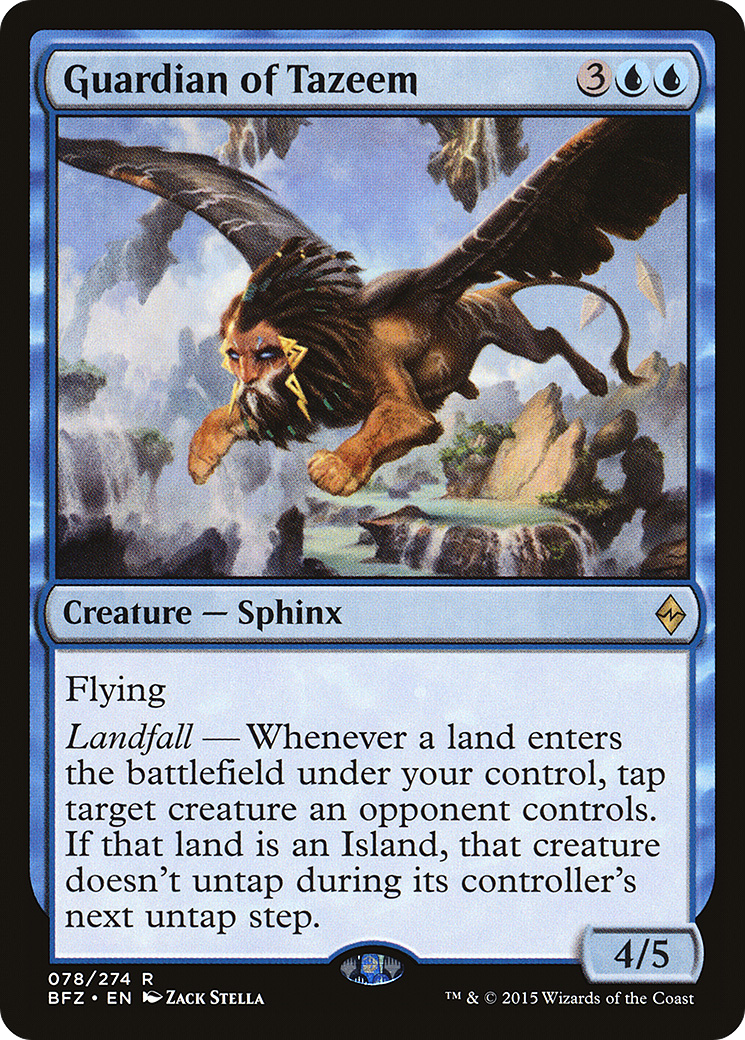 Guardian of Tazeem 3
Creature — Sphinx
Flying
Landfall — Whenever a land enters
the battlefield under your control, tap
target creature an opponent controls.
If that land is an Island, that creature
doesn't untap during its controller's
next untap step.
4/5
078/274 R
BFZ • EN Zack Stella
™ & © 2015 Wizards of the Coast